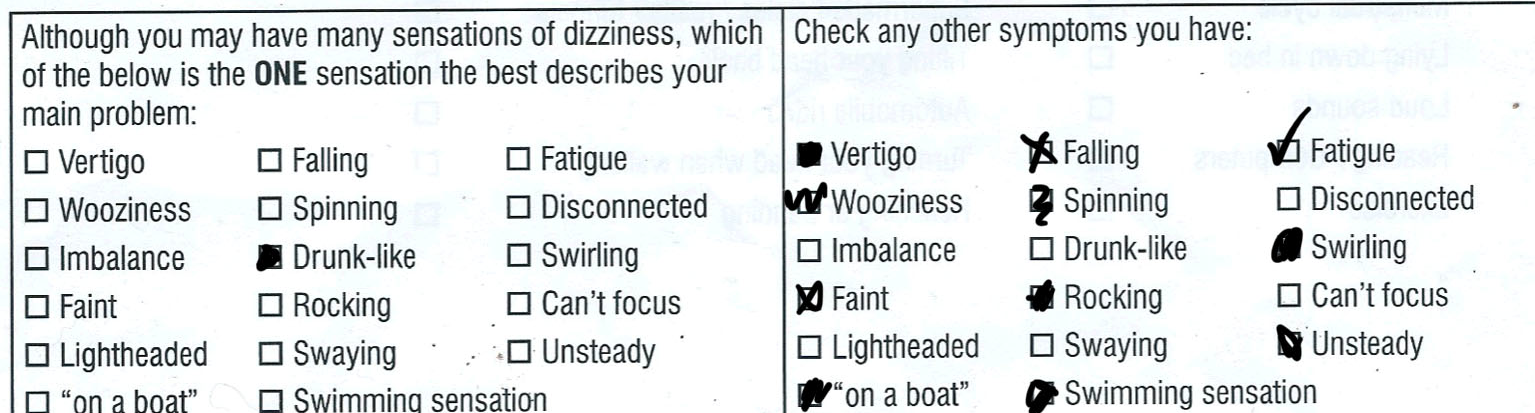 Although you may have many sensations of dizziness, which
of the below is the ONE sensation the best describes your
main problem:
☐ Vertigo ☐ Falling ☐ Fatigue
☐ Wooziness ☐ Spinning ☐ Disconnected
☐ Imbalance ☒ Drunk-like ☐ Swirling
☐ Faint ☐ Rocking ☐ Can't focus
☐ Lightheaded ☐ Swaying ☐ Unsteady
☐ "on a boat" ☐ Swimming sensation
Check any other symptoms you have:
☒ Vertigo ☒ Falling ☑ Fatigue
☒ Wooziness ☒ Spinning ☐ Disconnected
☐ Imbalance ☐ Drunk-like ☒ Swirling
☒ Faint ☒ Rocking ☐ Can't focus
☐ Lightheaded ☐ Swaying ☒ Unsteady
☒ "on a boat" ☒ Swimming sensation